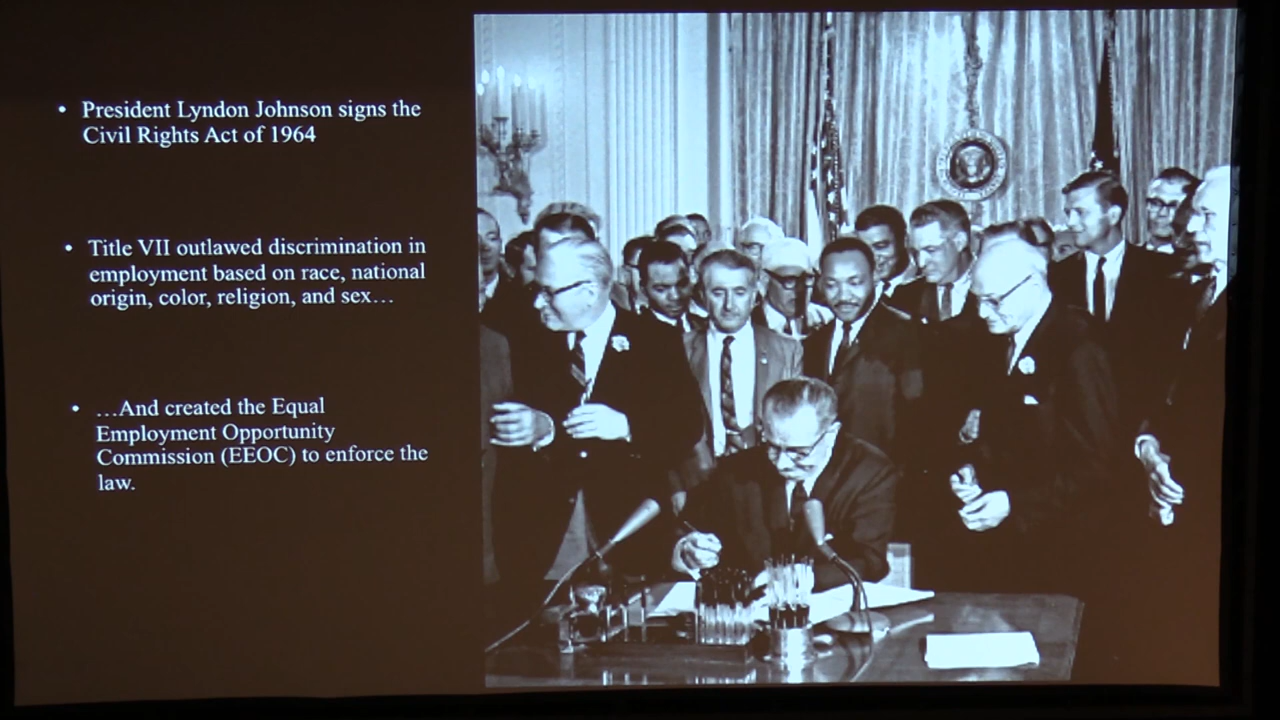 • President Lyndon Johnson signs the
Civil Rights Act of 1964
• Title VII outlawed discrimination in
employment based on race, national
origin, color, religion, and sex…
• …And created the Equal
Employment Opportunity
Commission (EEOC) to enforce the
law.